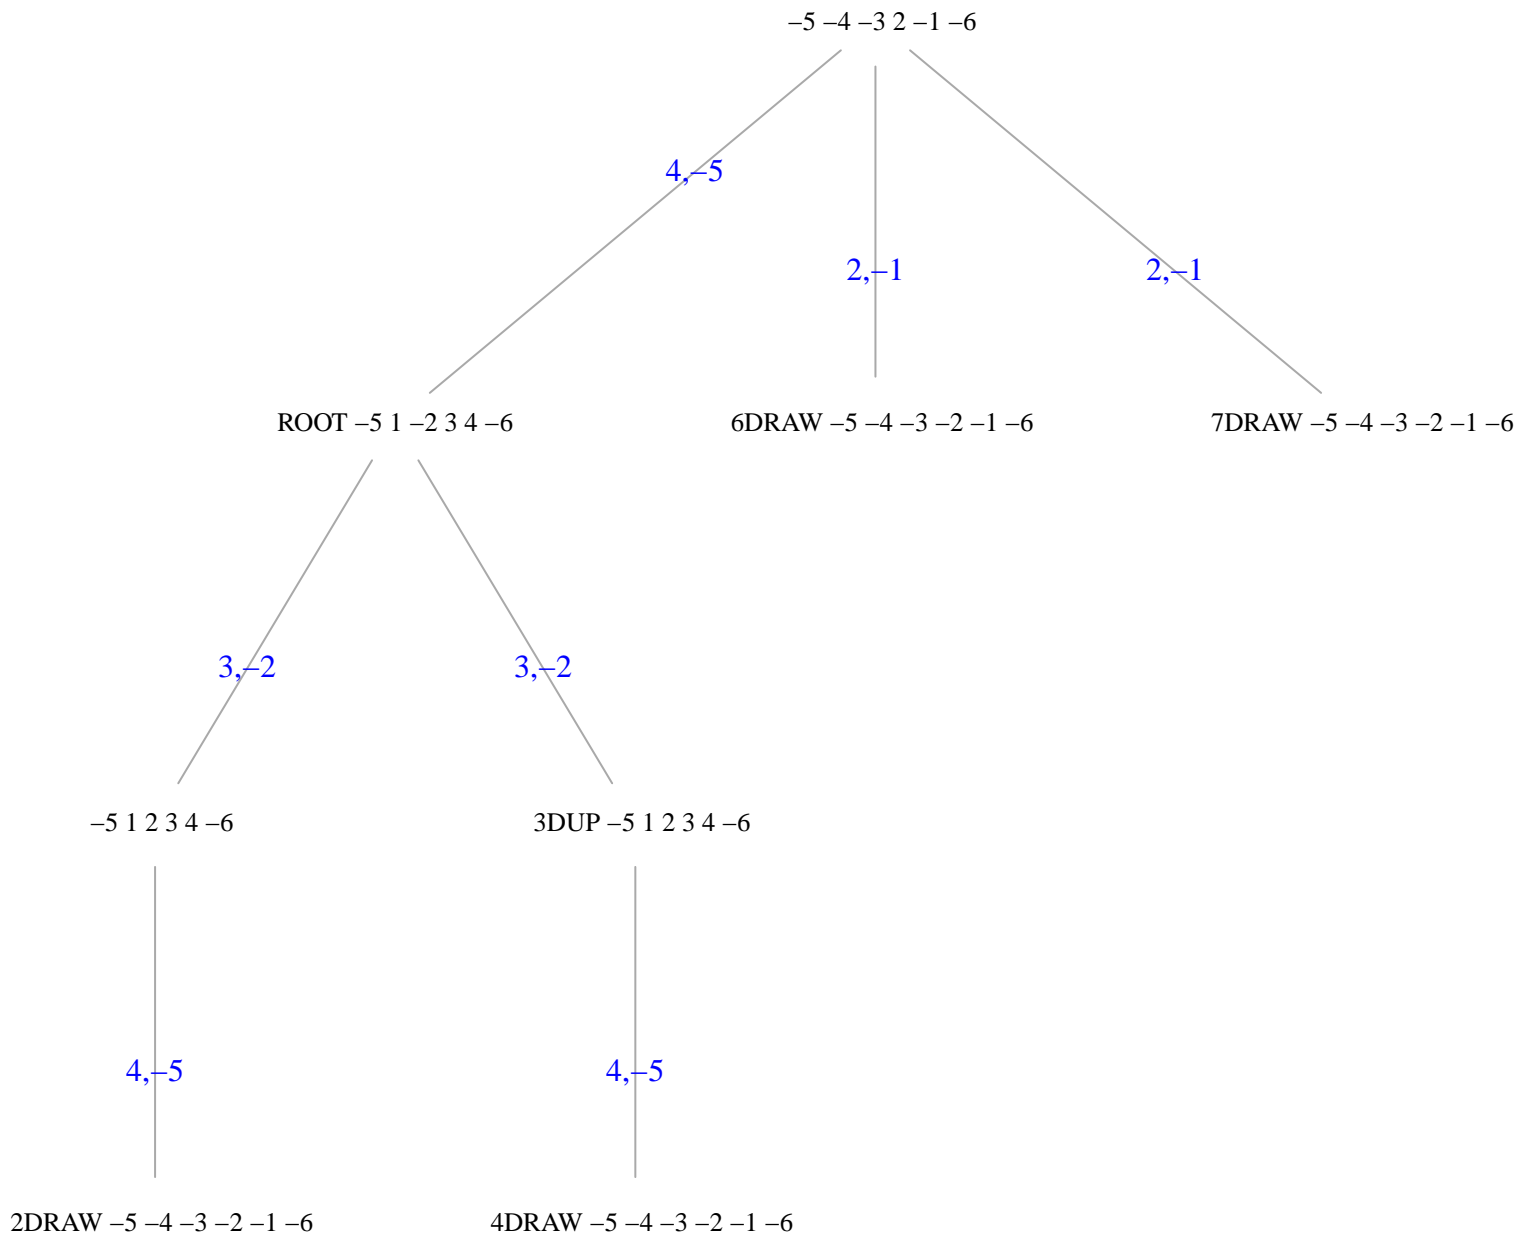 –5 –4 –3 2 –1 –6
4,–5
2,–1
2,–1
ROOT –5 1 –2 3 4 –6
6DRAW –5 –4 –3 –2 –1 –6
7DRAW –5 –4 –3 –2 –1 –6
3,–2
3,–2
–5 1 2 3 4 –6
3DUP –5 1 2 3 4 –6
4,–5
4,–5
2DRAW –5 –4 –3 –2 –1 –6
4DRAW –5 –4 –3 –2 –1 –6